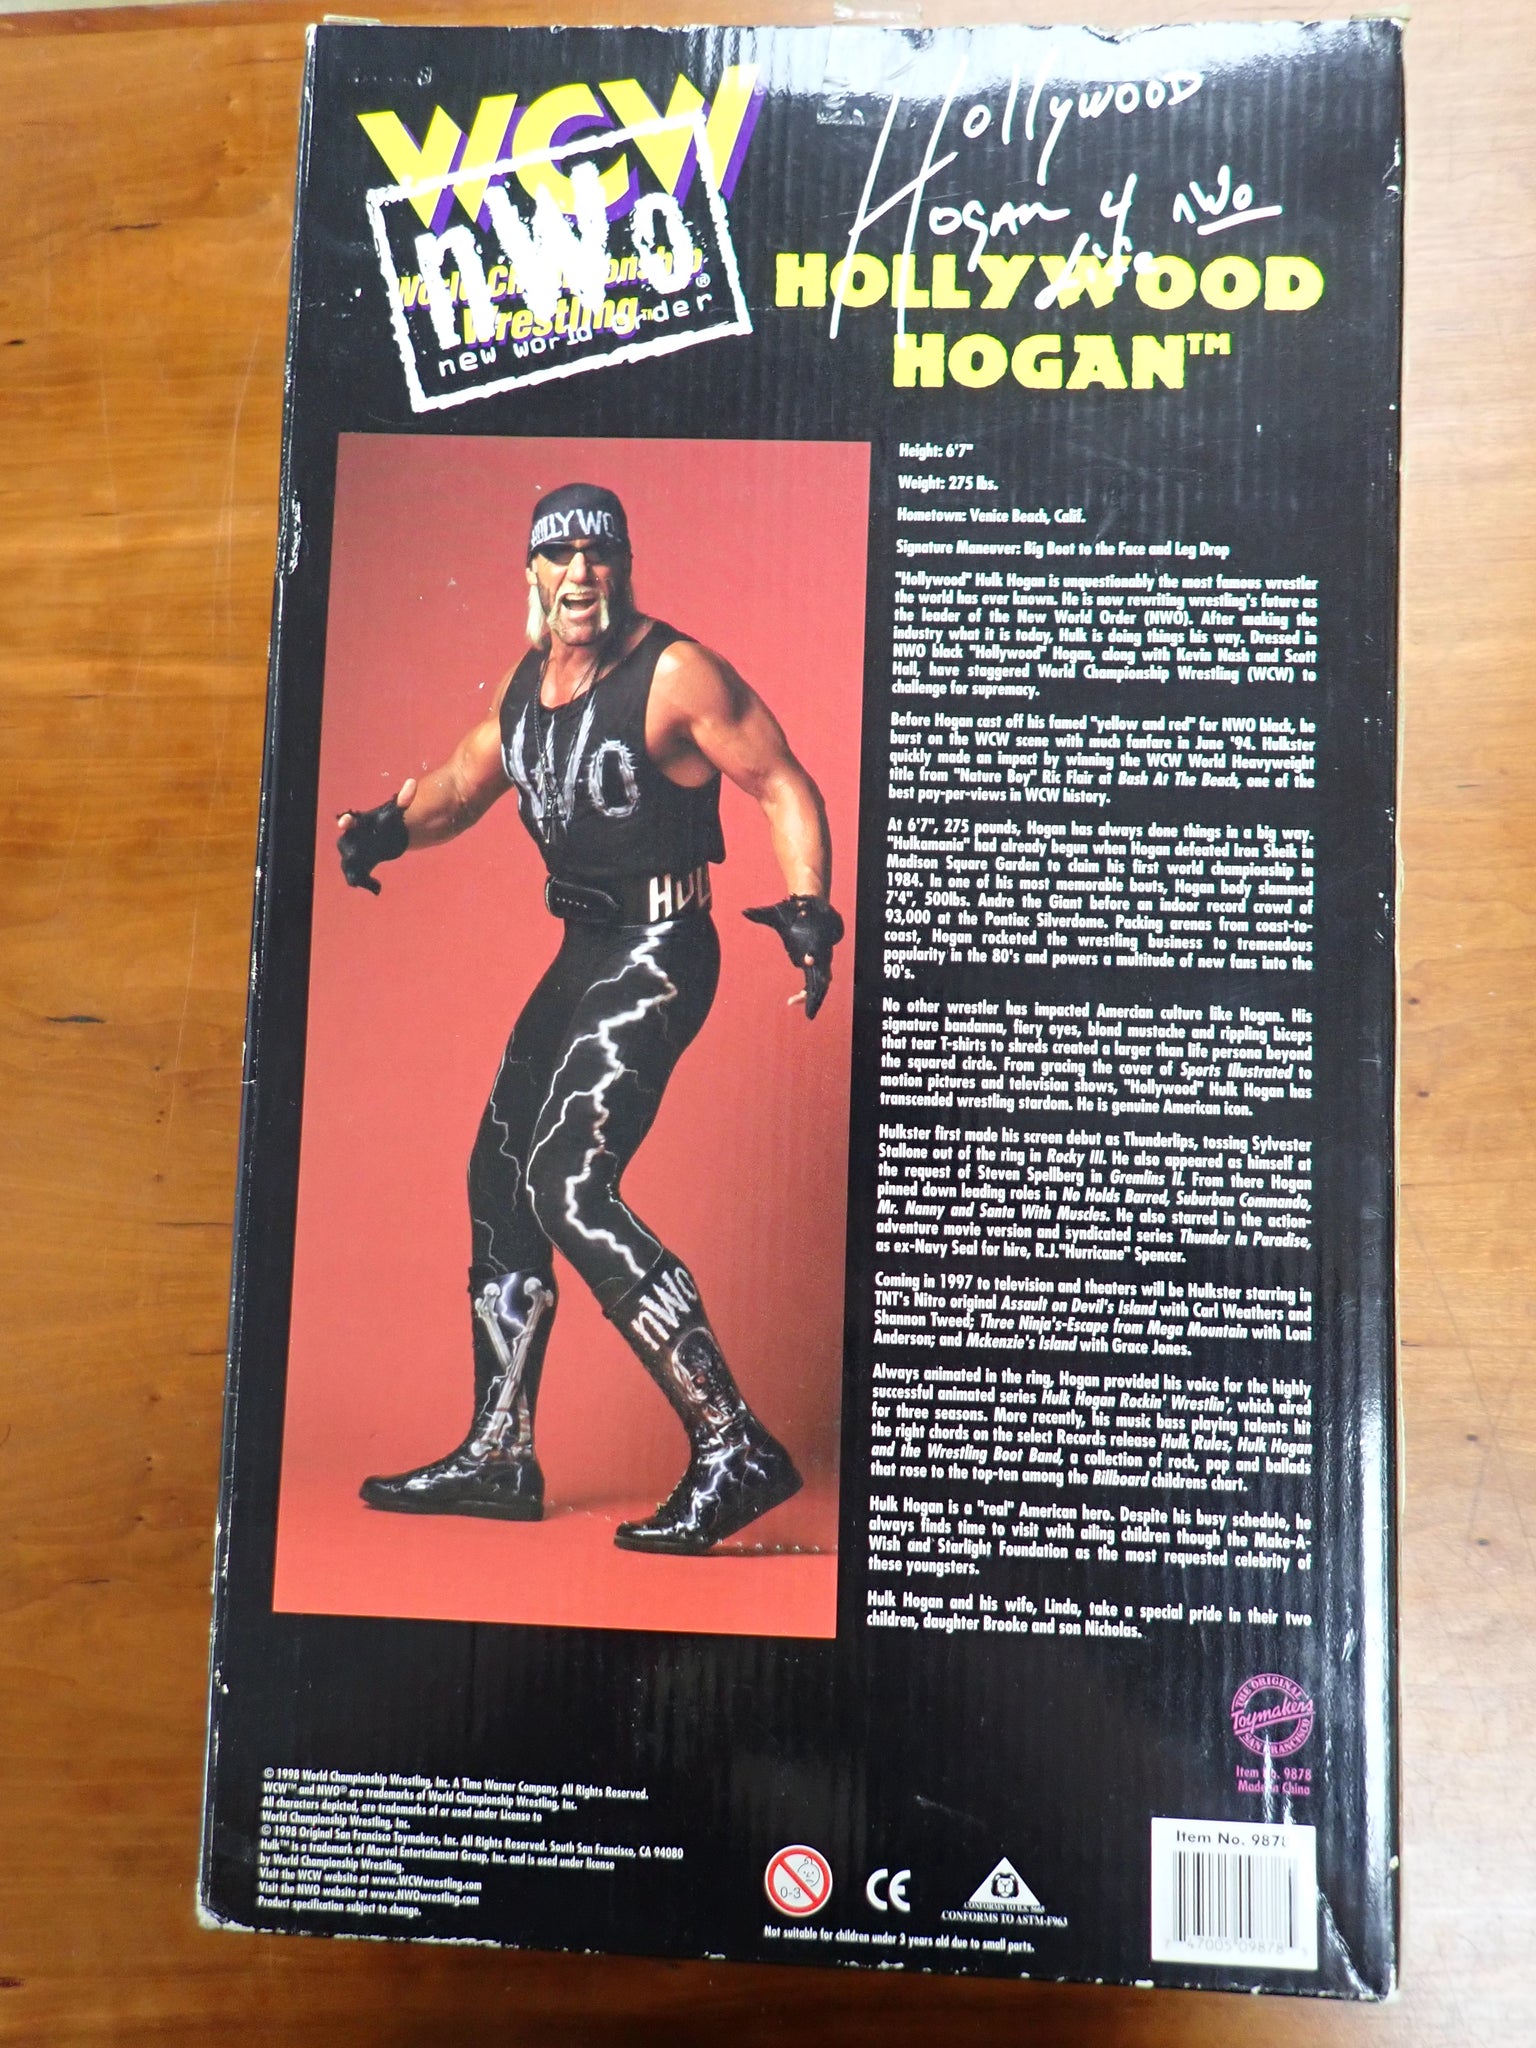 WCW
nWo
World Championship
Wrestling™
new world order®
Hollywood
Hogan 4 nWo
Life
HOLLYWOOD
HOGAN™
HOLLYWO
nWo
HUL
nWo
Height: 6'7"
Weight: 275 lbs.
Hometown: Venice Beach, Calif.
Signature Maneuver: Big Boot to the Face and Leg Drop
"Hollywood" Hulk Hogan is unquestionably the most famous wrestler
the world has ever known. He is now rewriting wrestling's future as
the leader of the New World Order (NWO). After making the
industry what it is today, Hulk is doing things his way. Dressed in
NWO black "Hollywood" Hogan, along with Kevin Nash and Scott
Hall, have staggered World Championship Wrestling (WCW) to
challenge for supremacy.
Before Hogan cast off his famed "yellow and red" for NWO black, he
burst on the WCW scene with much fanfare in June '94. Hulkster
quickly made an impact by winning the WCW World Heavyweight
title from "Nature Boy" Ric Flair at Bash At The Beach, one of the
best pay-per-views in WCW history.
At 6'7", 275 pounds, Hogan has always done things in a big way.
"Hulkamania" had already begun when Hogan defeated Iron Sheik in
Madison Square Garden to claim his first world championship in
1984. In one of his most memorable bouts, Hogan body slammed
7'4", 500lbs. Andre the Giant before an indoor record crowd of
93,000 at the Pontiac Silverdome. Packing arenas from coast-to-
coast, Hogan rocketed the wrestling business to tremendous
popularity in the 80's and powers a multitude of new fans into the
90's.
No other wrestler has impacted Amercian culture like Hogan. His
signature bandanna, fiery eyes, blond mustache and rippling biceps
that tear T-shirts to shreds created a larger than life persona beyond
the squared circle. From gracing the cover of Sports Illustrated to
motion pictures and television shows, "Hollywood" Hulk Hogan has
transcended wrestling stardom. He is genuine American icon.
Hulkster first made his screen debut as Thunderlips, tossing Sylvester
Stallone out of the ring in Rocky III. He also appeared as himself at
the request of Steven Spellberg in Gremlins II. From there Hogan
pinned down leading roles in No Holds Barred, Suburban Commando,
Mr. Nanny and Santa With Muscles. He also starred in the action-
adventure movie version and syndicated series Thunder In Paradise,
as ex-Navy Seal for hire, R.J."Hurricane" Spencer.
Coming in 1997 to television and theaters will be Hulkster starring in
TNT's Nitro original Assault on Devil's Island with Carl Weathers and
Shannon Tweed; Three Ninja's-Escape from Mega Mountain with Loni
Anderson; and Mckenzie's Island with Grace Jones.
Always animated in the ring, Hogan provided his voice for the highly
successful animated series Hulk Hogan Rockin' Wrestlin', which aired
for three seasons. More recently, his music bass playing talents hit
the right chords on the select Records release Hulk Rules, Hulk Hogan
and the Wrestling Boot Band, a collection of rock, pop and ballads
that rose to the top-ten among the Billboard childrens chart.
Hulk Hogan is a "real" American hero. Despite his busy schedule, he
always finds time to visit with ailing children though the Make-A-
Wish and Starlight Foundation as the most requested celebrity of
these youngsters.
Hulk Hogan and his wife, Linda, take a special pride in their two
children, daughter Brooke and son Nicholas.
THE ORIGINAL
Toymakers
SAN FRANCISCO
Item No. 9878
Made in China
© 1998 World Championship Wrestling, Inc. A Time Warner Company, All Rights Reserved.
WCW™ and NWO® are trademarks of World Championship Wrestling, Inc.
All characters depicted, are trademarks of or used under License to
World Championship Wrestling, Inc.
© 1998 Original San Francisco Toymakers, Inc. All Rights Reserved. South San Francisco, CA 94080
Hulk™ is a trademark of Marvel Entertainment Group, Inc. and is used under license
by World Championship Wrestling.
Visit the WCW website at www.WCWwrestling.com
Visit the NWO website at www.NWOwrestling.com
Product specification subject to change.
0-3
CE
CONFORMS TO ASTM-F963
Not suitable for children under 3 years old due to small parts.
Item No. 9878
7 47005 09878